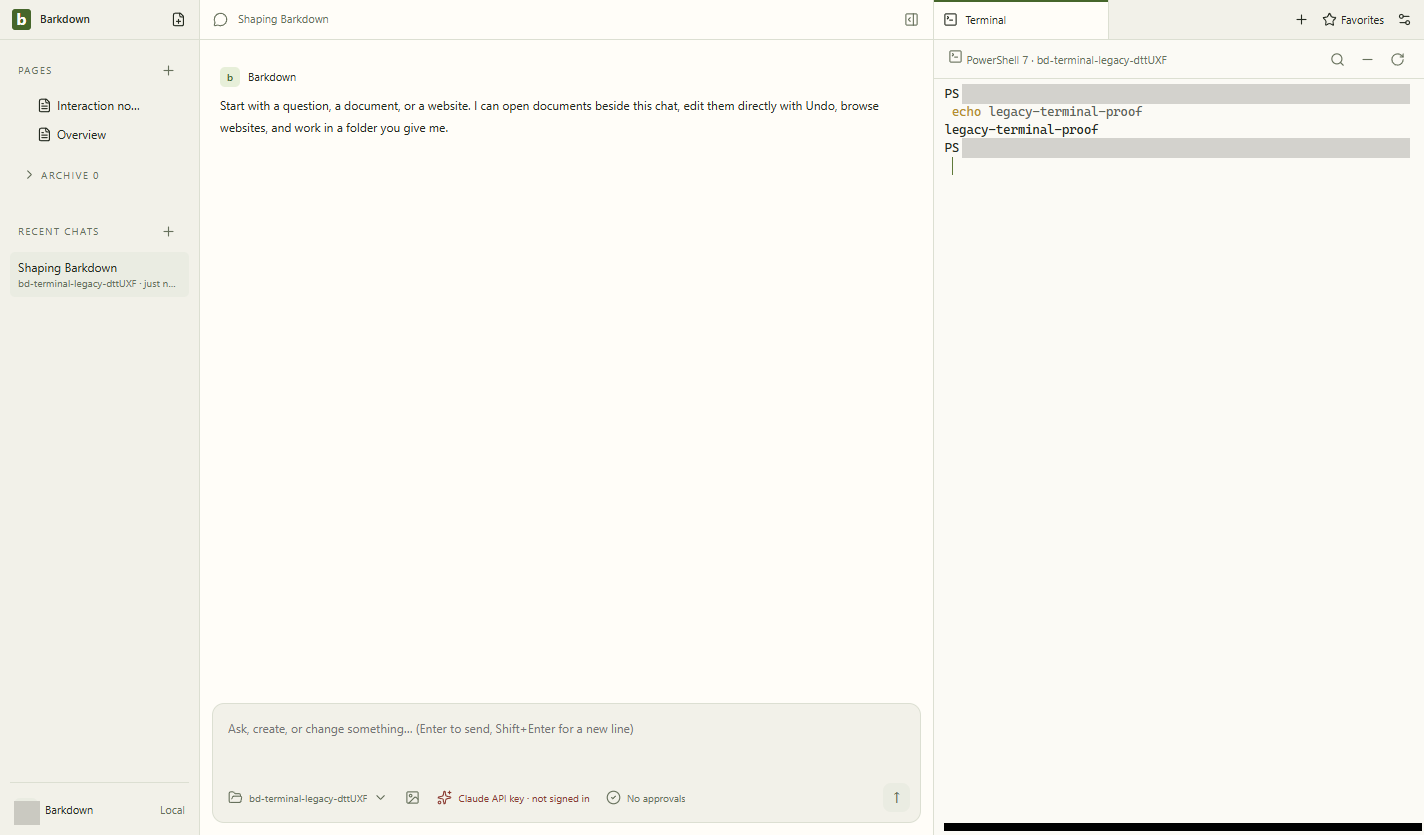 b Barkdown
PAGES
Interaction no...
Overview
ARCHIVE 0
RECENT CHATS
Shaping Barkdown
bd-terminal-legacy-dttUXF · just n...
Barkdown Local
Shaping Barkdown
b Barkdown
Start with a question, a document, or a website. I can open documents beside this chat, edit them directly with Undo, browse
websites, and work in a folder you give me.
Ask, create, or change something... (Enter to send, Shift+Enter for a new line)
bd-terminal-legacy-dttUXF Claude API key · not signed in No approvals
Terminal Favorites
PowerShell 7 · bd-terminal-legacy-dttUXF
PS
echo legacy-terminal-proof
legacy-terminal-proof
PS